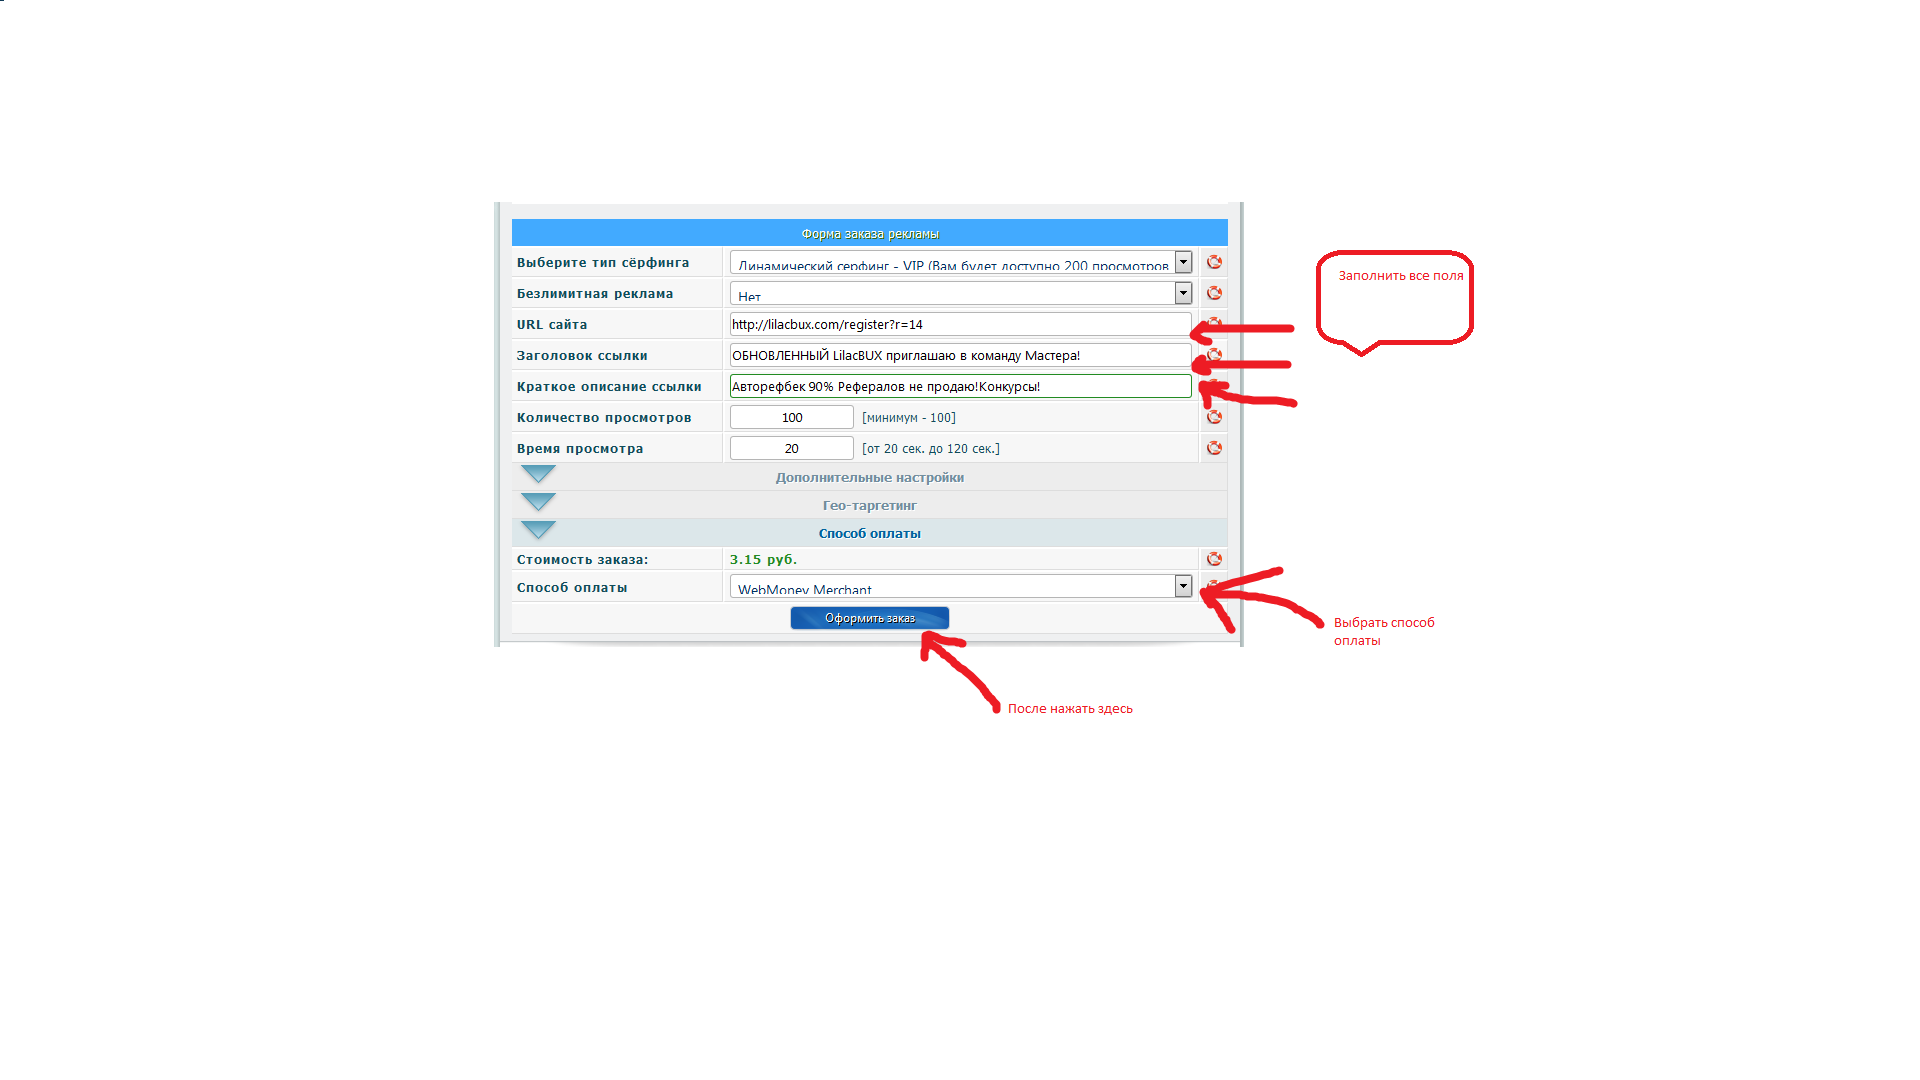 Форма заказа рекламы
Выберите тип сёрфинга Динамический серфинг - VIP (Вам будет доступно 200 просмотров
Безлимитная реклама Нет
URL сайта http://lilacbux.com/register?r=14
Заголовок ссылки ОБНОВЛЕННЫЙ LilacBUX приглашаю в команду Мастера!
Краткое описание ссылки Авторефбек 90% Рефералов не продаю!Конкурсы!
Количество просмотров 100 [минимум - 100]
Время просмотра 20 [от 20 сек. до 120 сек.]
Дополнительные настройки
Гео-таргетинг
Способ оплаты
Стоимость заказа: 3.15 руб.
Способ оплаты WebMoney Merchant
Оформить заказ
Заполнить все поля
Выбрать способ
оплаты
После нажать здесь